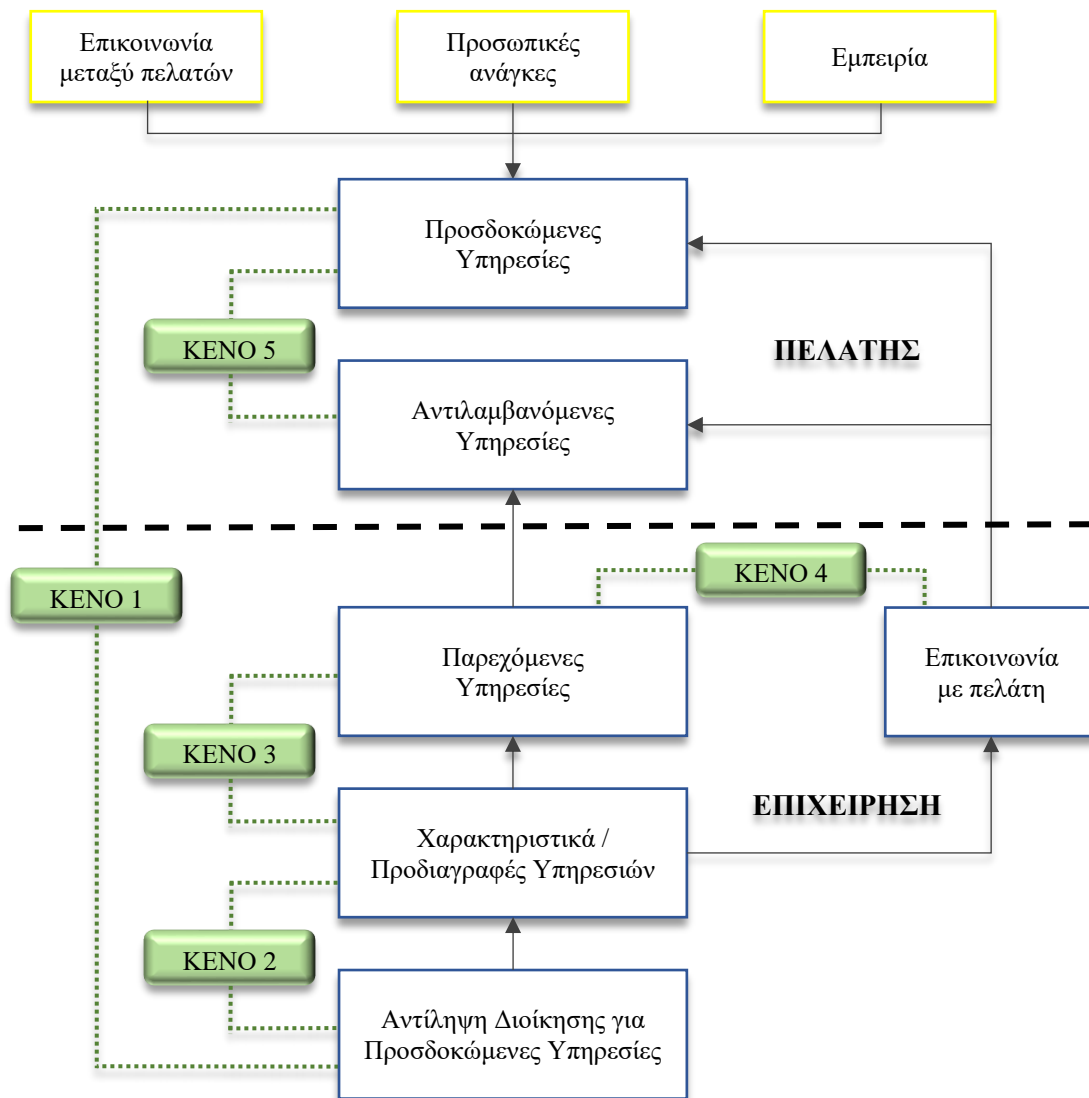 Επικοινωνία
μεταξύ πελατών
Προσωπικές
ανάγκες
Εμπειρία
Προσδοκώμενες
Υπηρεσίες
ΚΕΝΟ 5
ΠΕΛΑΤΗΣ
Αντιλαμβανόμενες
Υπηρεσίες
ΚΕΝΟ 4
ΚΕΝΟ 1
Παρεχόμενες
Υπηρεσίες
Επικοινωνία
με πελάτη
ΚΕΝΟ 3
ΕΠΙΧΕΙΡΗΣΗ
Χαρακτηριστικά /
Προδιαγραφές Υπηρεσιών
ΚΕΝΟ 2
Αντίληψη Διοίκησης για
Προσδοκώμενες Υπηρεσίες